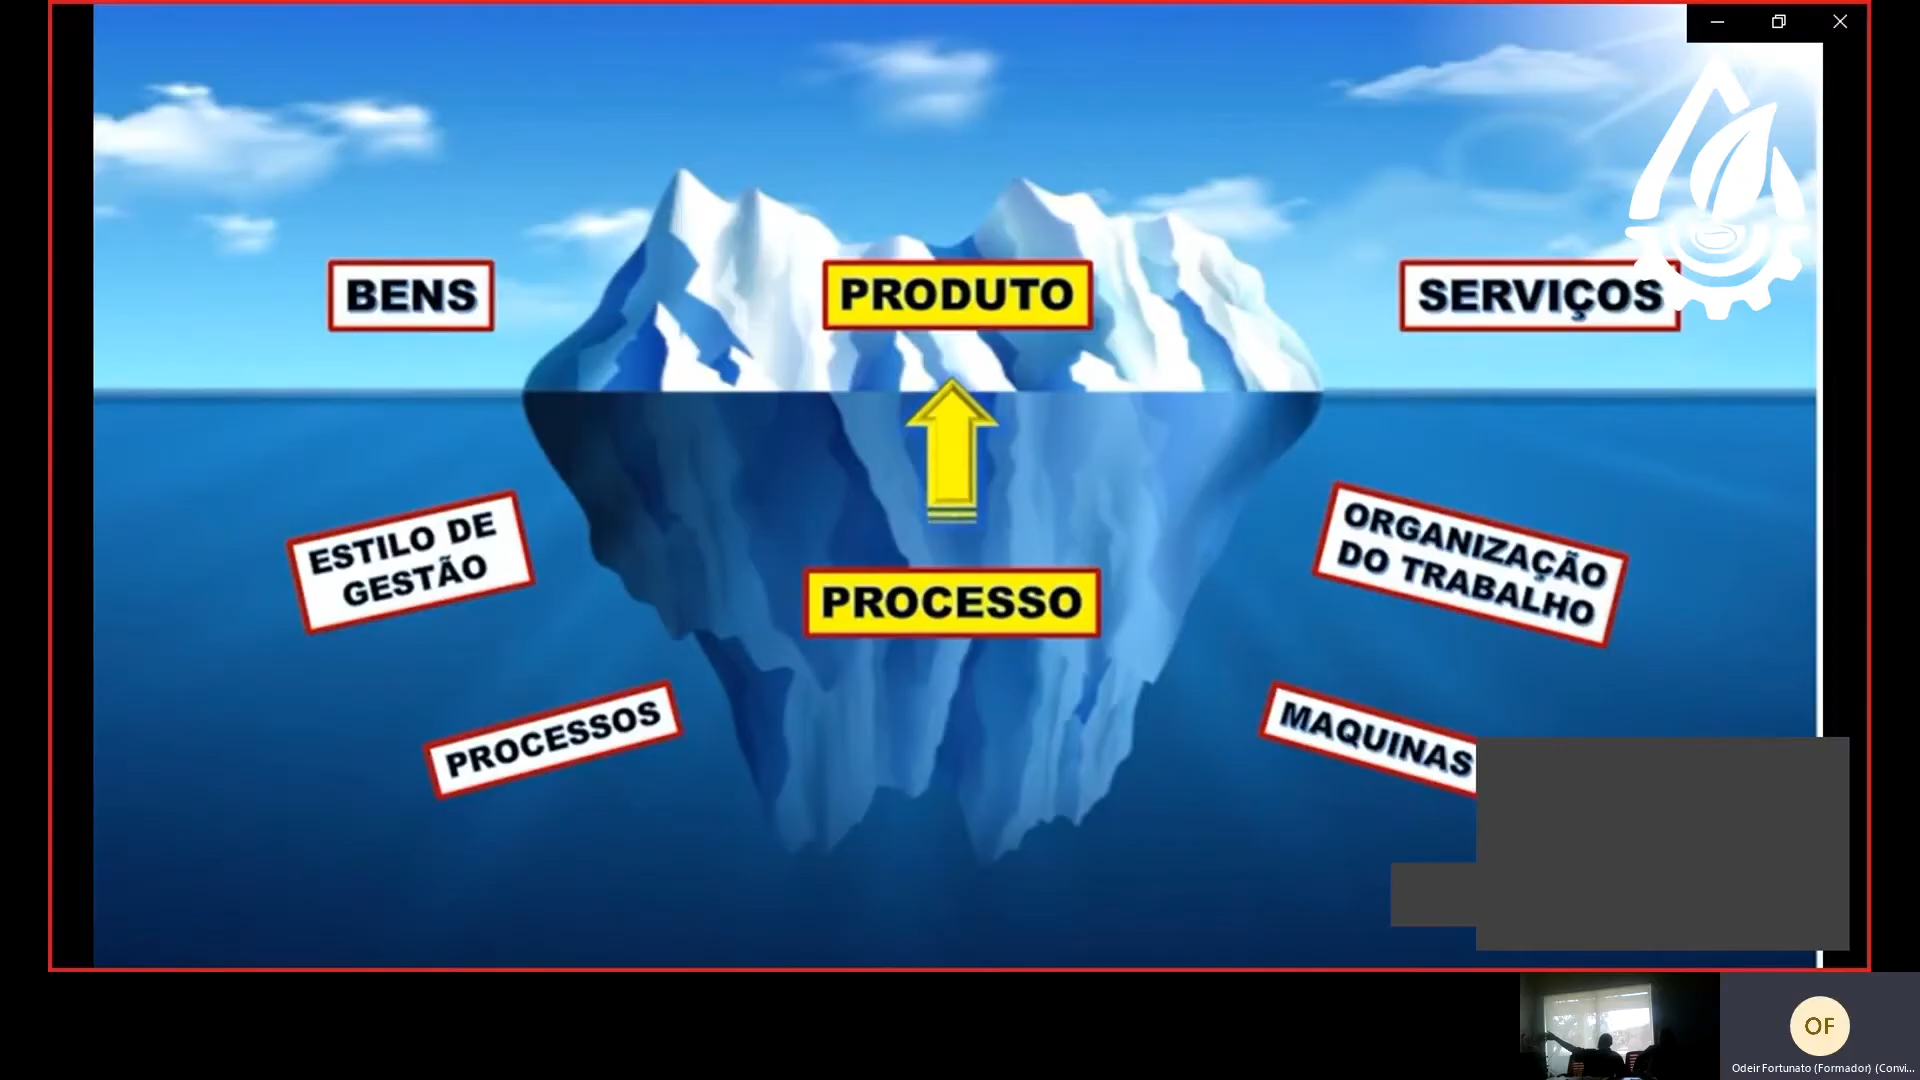 BENS
PRODUTO
SERVIÇOS
ESTILO DE
GESTÃO
ORGANIZAÇÃO
DO TRABALHO
PROCESSO
PROCESSOS
MAQUINAS
OF
Odeir Fortunato (Formador) (Convi...